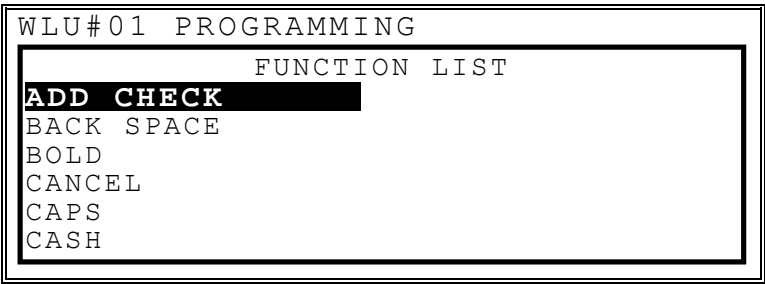 WLU#01 PROGRAMMING
FUNCTION LIST
ADD CHECK
BACK SPACE
BOLD
CANCEL
CAPS
CASH